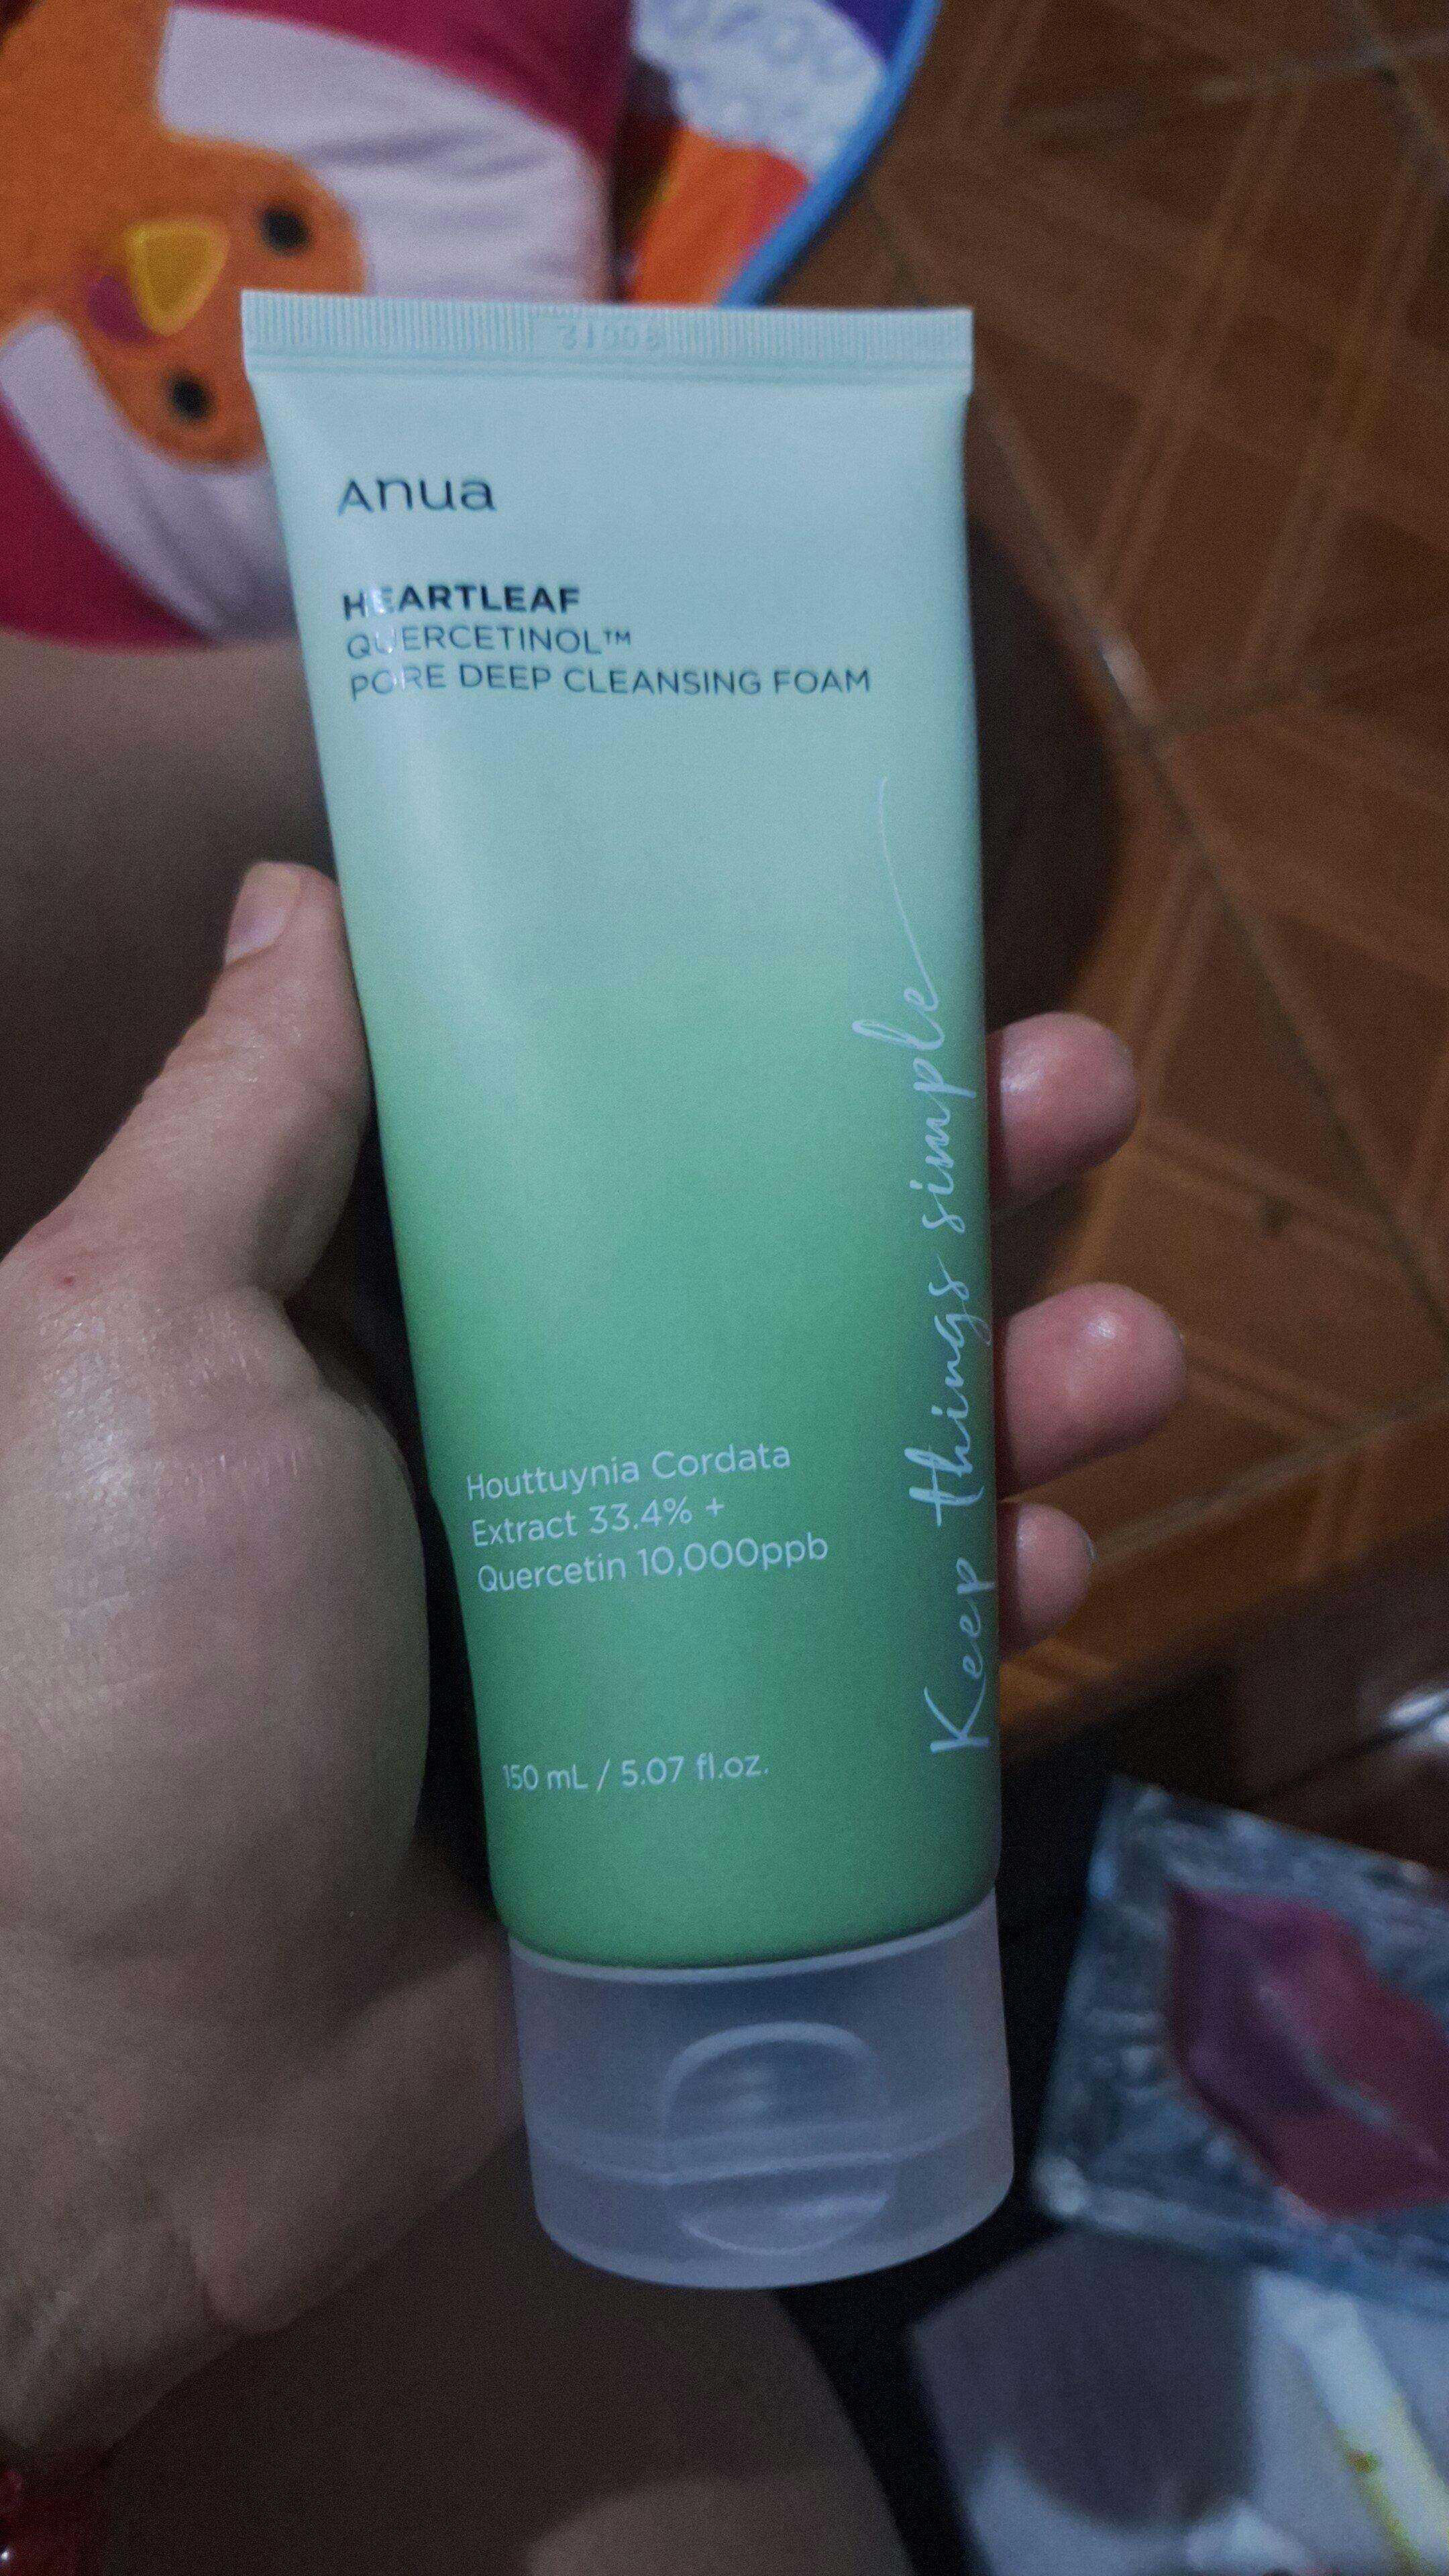 Anua
HEARTLEAF
QUERCETINOL™
PORE DEEP CLEANSING FOAM
Keep things simple
Houttuynia Cordata
Extract 33.4% +
Quercetin 10,000ppb
150 mL / 5.07 fl.oz.